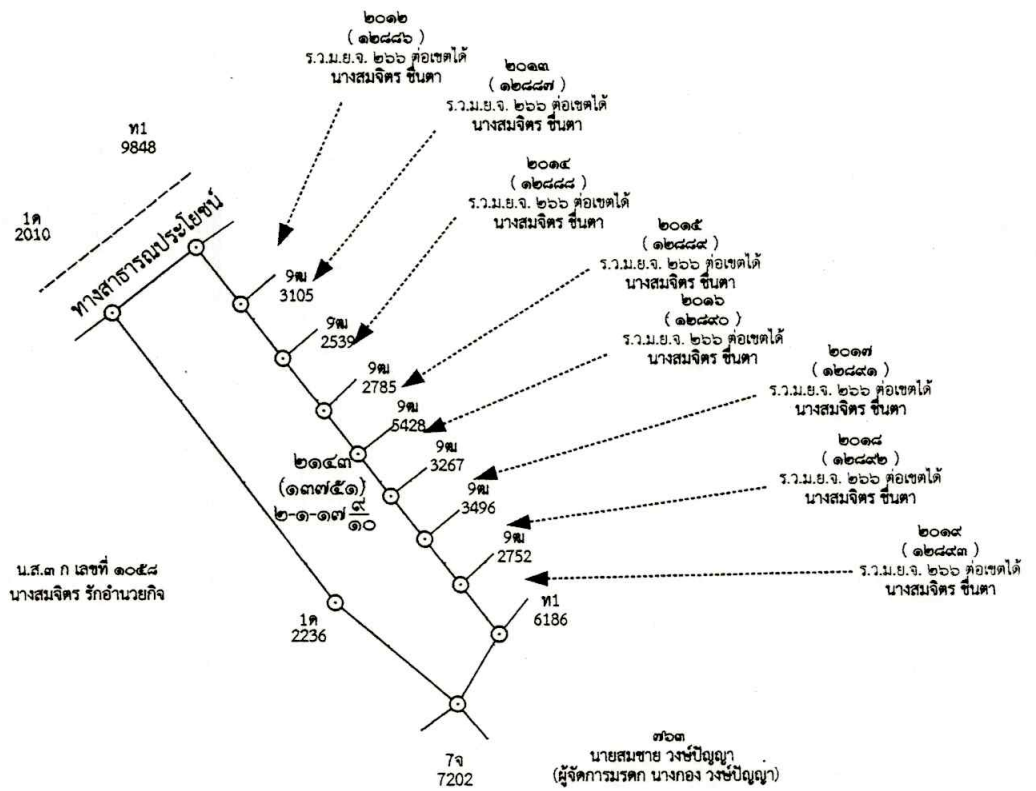 ๒๐๑๒
( ๑๒๘๘๖ )
ร.ว.ม.ย.จ. ๒๖๖ ต่อเขตได้
นางสมจิตร ชื่นตา
๒๐๑๓
( ๑๒๘๘๗ )
ร.ว.ม.ย.จ. ๒๖๖ ต่อเขตได้
นางสมจิตร ชื่นตา
ท1
9848
๒๐๑๔
( ๑๒๘๘๘ )
ร.ว.ม.ย.จ. ๒๖๖ ต่อเขตได้
นางสมจิตร ชื่นตา
1ด
2010
ทางสาธารณประโยชน์
๒๐๑๕
( ๑๒๘๘๙ )
ร.ว.ม.ย.จ. ๒๖๖ ต่อเขตได้
นางสมจิตร ชื่นตา
9ฒ
3105
๒๐๑๖
( ๑๒๘๙๐ )
ร.ว.ม.ย.จ. ๒๖๖ ต่อเขตได้
นางสมจิตร ชื่นตา
9ฒ
2539
๒๐๑๗
( ๑๒๘๙๑ )
ร.ว.ม.ย.จ. ๒๖๖ ต่อเขตได้
นางสมจิตร ชื่นตา
9ฒ
2785
9ฒ
5428
๒๐๑๘
( ๑๒๘๙๒ )
ร.ว.ม.ย.จ. ๒๖๖ ต่อเขตได้
นางสมจิตร ชื่นตา
9ฒ
3267
๒๑๔๓
(๑๓๗๕๑)
๒-๑-๑๗ ๙/๑๐
9ฒ
3496
๒๐๑๙
( ๑๒๘๙๓ )
ร.ว.ม.ย.จ. ๒๖๖ ต่อเขตได้
นางสมจิตร ชื่นตา
9ฒ
2752
น.ส.๓ ก เลขที่ ๑๐๕๘
นางสมจิตร รักอำนวยกิจ
ท1
6186
1ด
2236
๗๖๓
นายสมชาย วงษ์ปัญญา
(ผู้จัดการมรดก นางกอง วงษ์ปัญญา)
7จ
7202